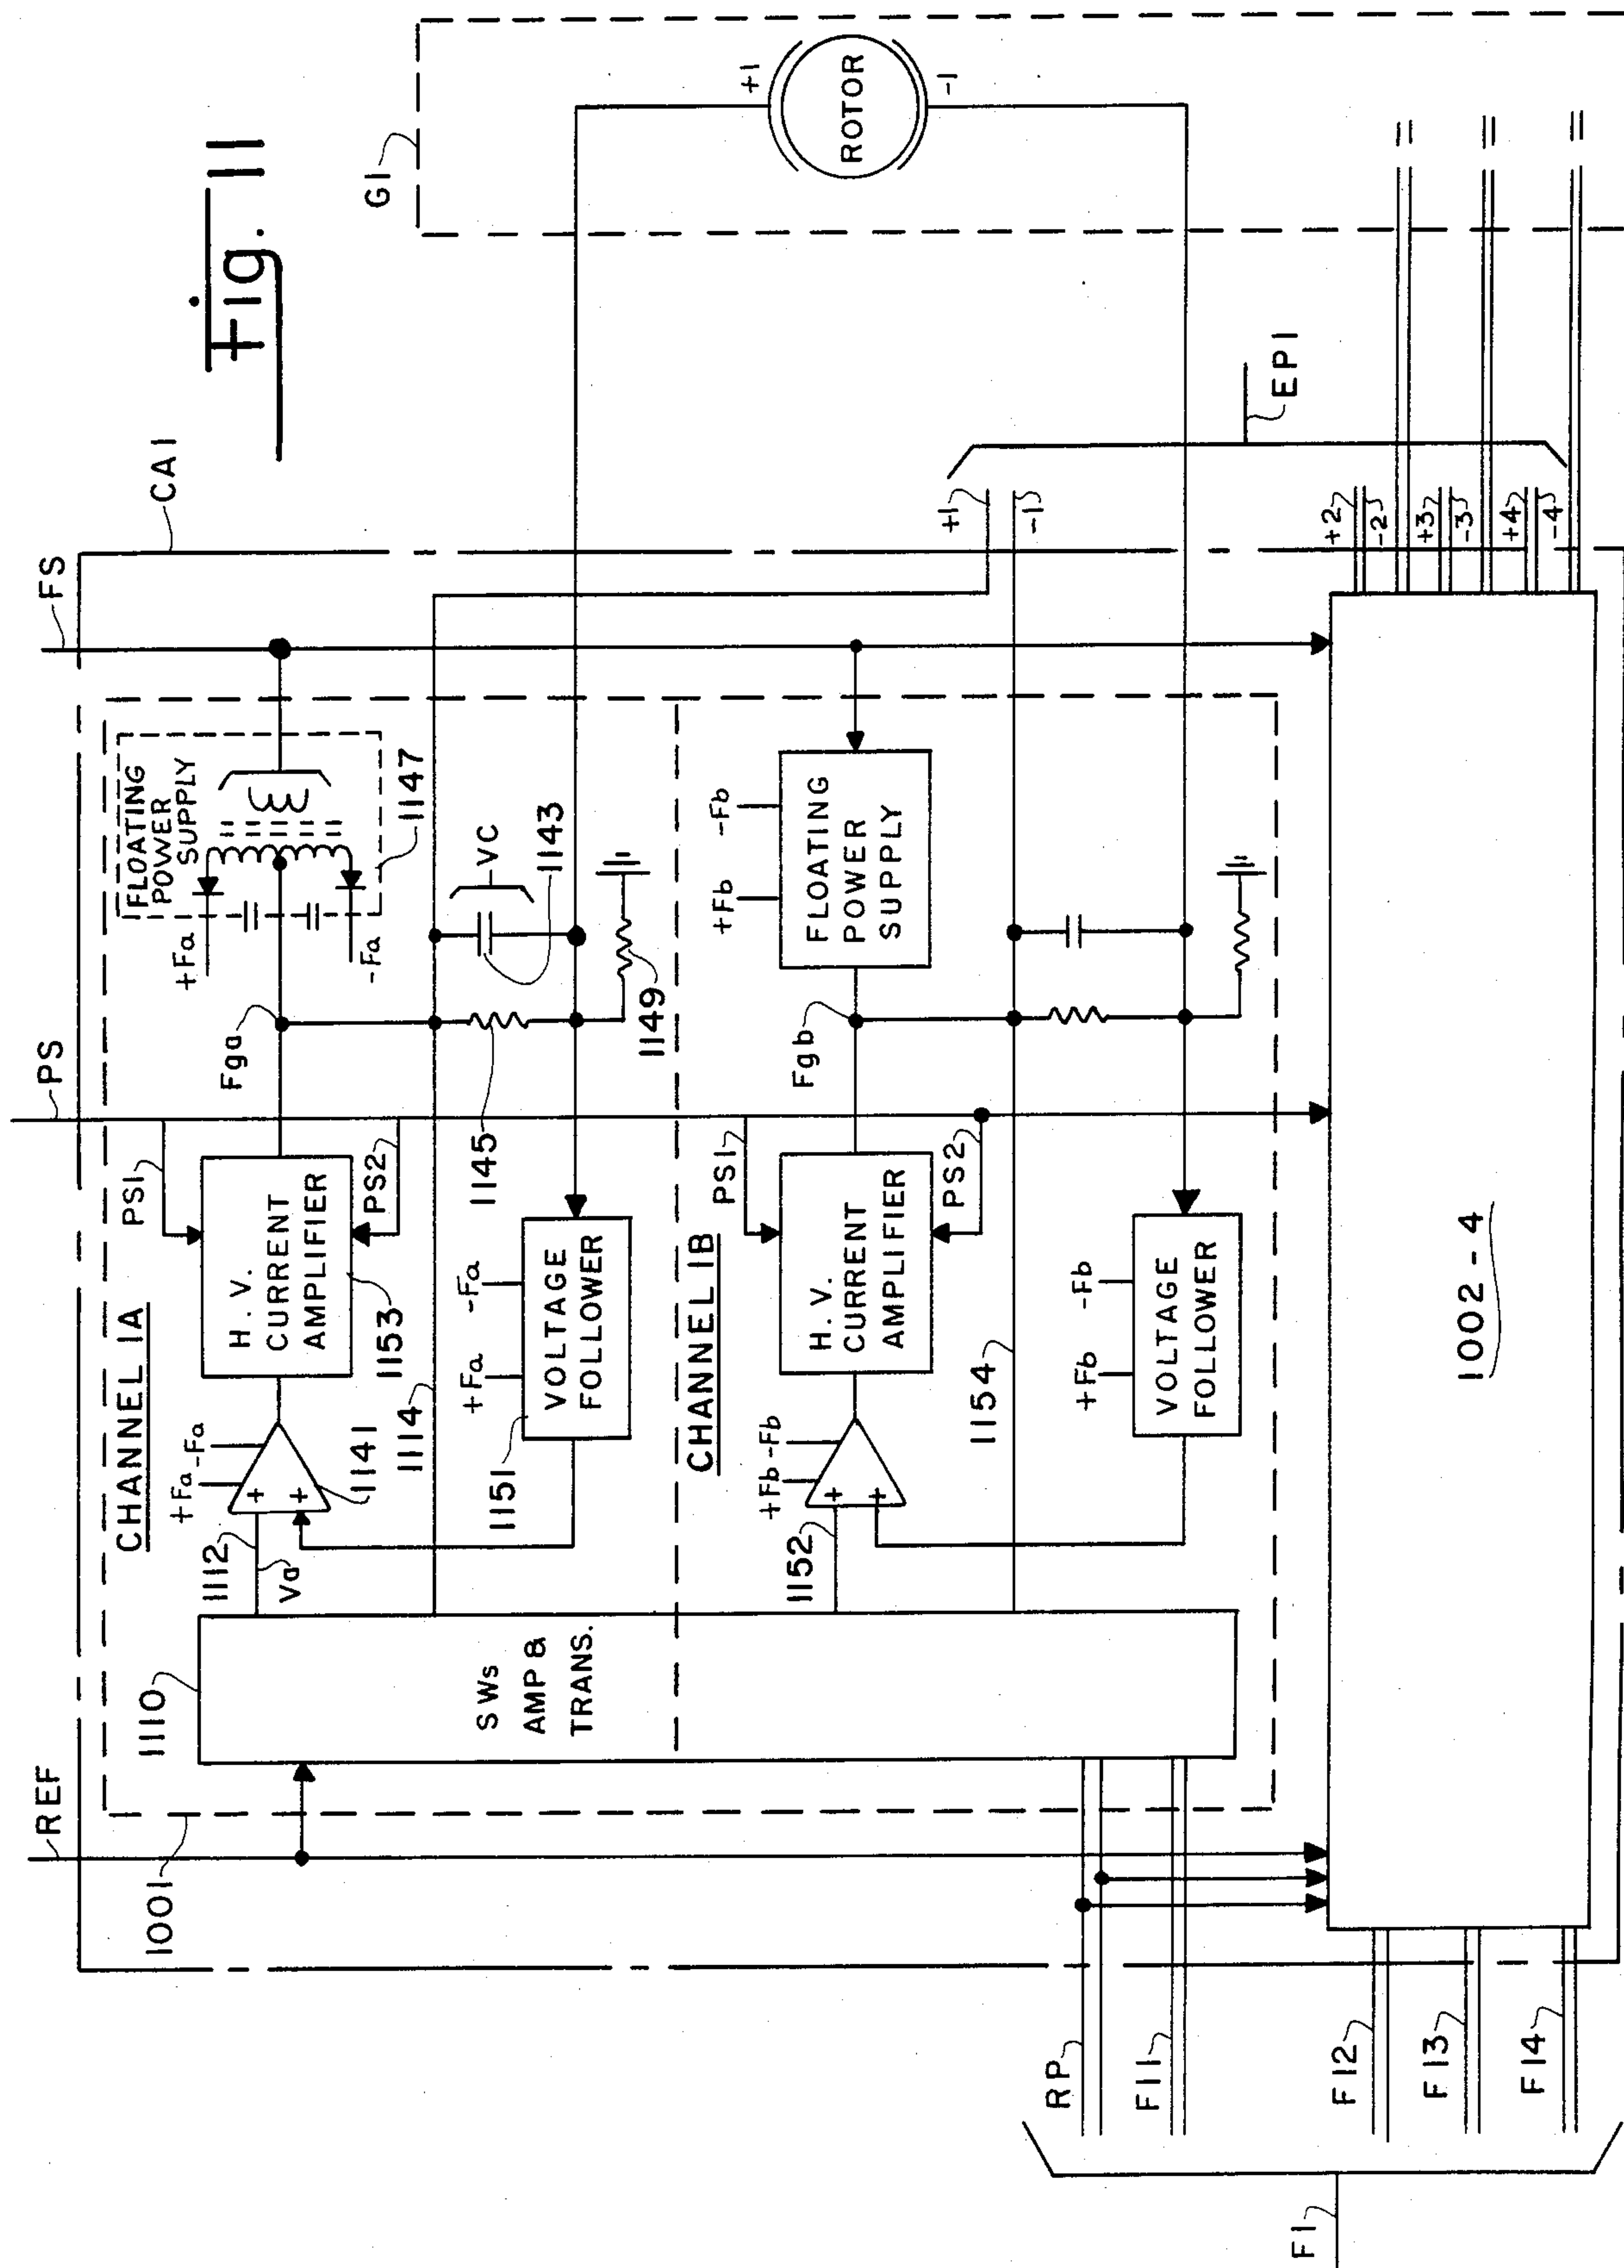 Fig. 11
G1
+1
ROTOR
-1
CA1
FS
PS
REF
1001
1110
SWs
AMP &
TRANS.
CHANNEL 1A
1112
Va
+Fa
-Fa
+
+
1141
PS1
H. V.
CURRENT
AMPLIFIER
1153
PS2
Fga
FLOATING
POWER
SUPPLY
+Fa
-Fa
1147
1114
1145
VC
1143
1149
+Fa
-Fa
VOLTAGE
FOLLOWER
1151
CHANNEL 1B
1152
+Fb
-Fb
+
+
PS1
H. V.
CURRENT
AMPLIFIER
PS2
Fgb
+Fb
-Fb
FLOATING
POWER
SUPPLY
1154
+Fb
-Fb
VOLTAGE
FOLLOWER
+1
-1
EP1
+2
-2
+3
-3
+4
-4
1002-4
RP
F11
F12
F13
F14
F1